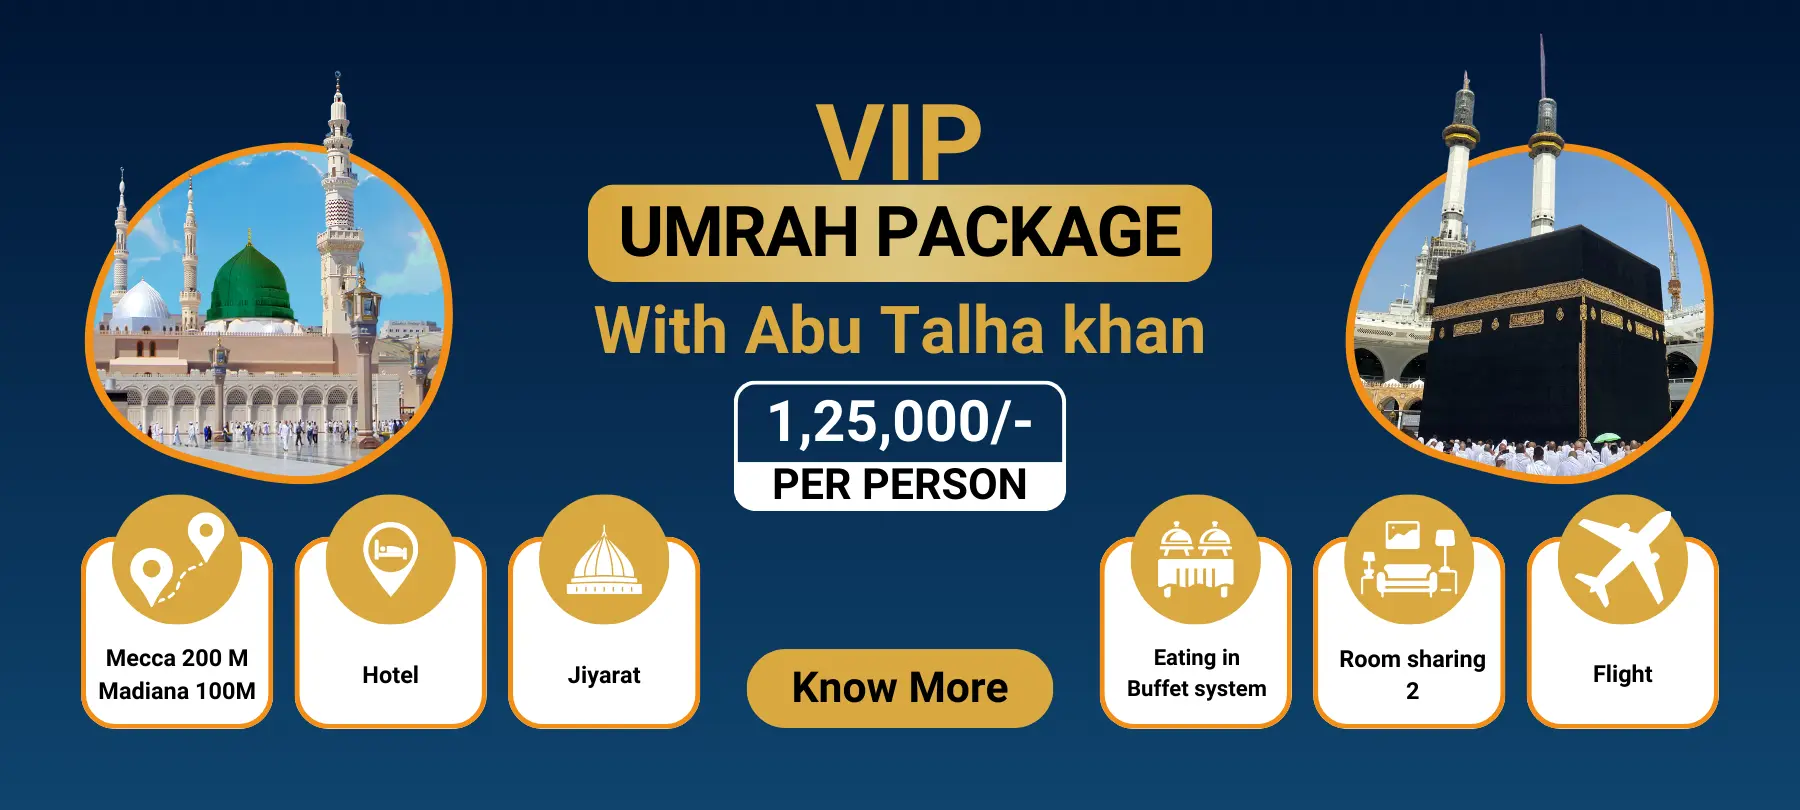 VIP
UMRAH PACKAGE
With Abu Talha khan
1,25,000/-
PER PERSON
Mecca 200 M
Madiana 100M
Hotel
Jiyarat
Know More
Eating in
Buffet system
Room sharing
2
Flight